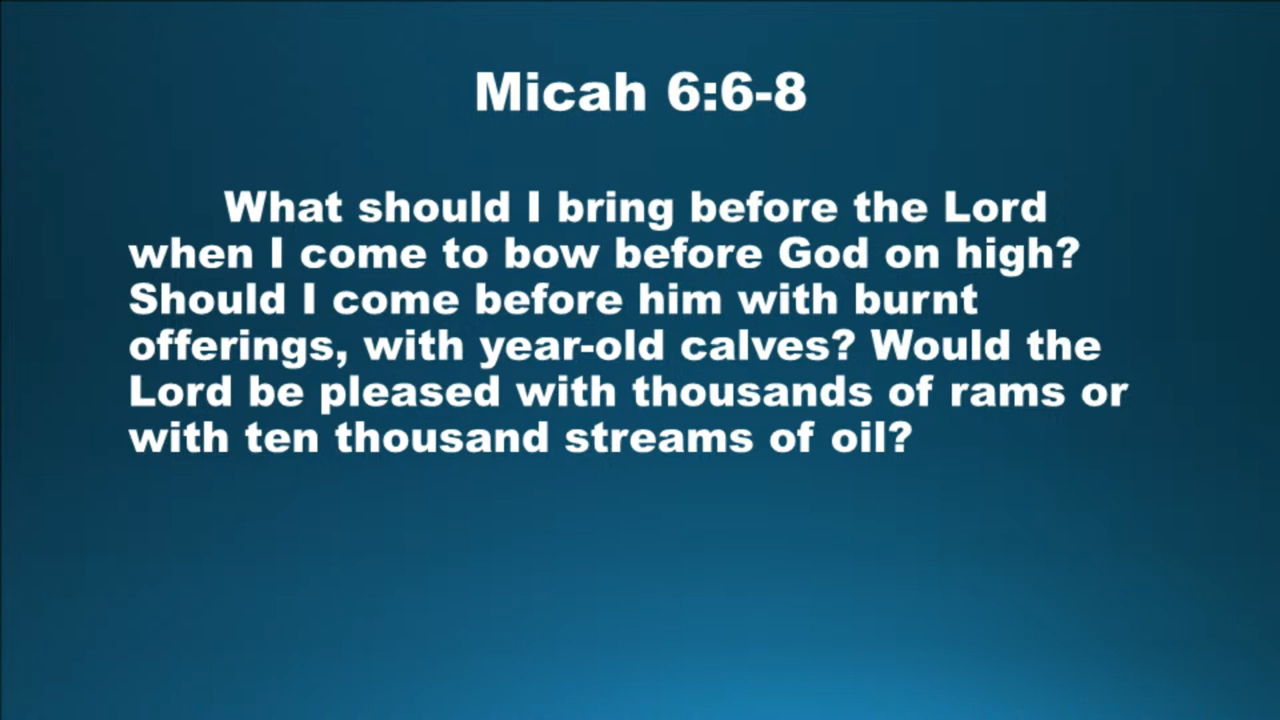 Micah 6:6-8
What should I bring before the Lord
when I come to bow before God on high?
Should I come before him with burnt
offerings, with year-old calves? Would the
Lord be pleased with thousands of rams or
with ten thousand streams of oil?